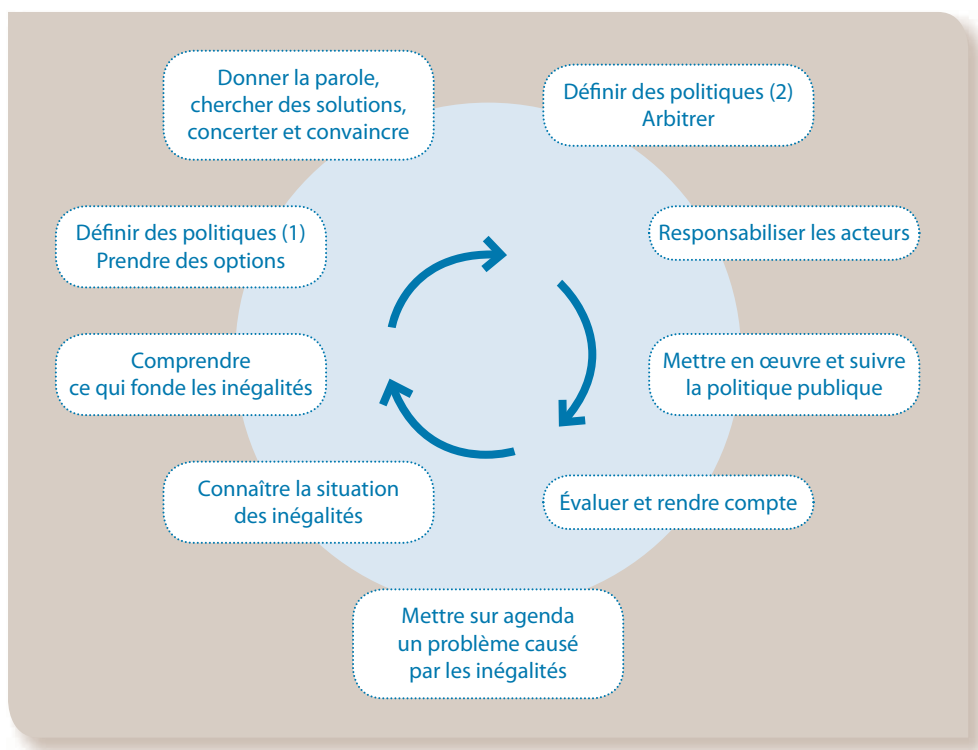 Donner la parole,
chercher des solutions,
concerter et convaincre
Définir des politiques (2)
Arbitrer
Définir des politiques (1)
Prendre des options
Responsabiliser les acteurs
Comprendre
ce qui fonde les inégalités
Mettre en œuvre et suivre
la politique publique
Connaître la situation
des inégalités
Évaluer et rendre compte
Mettre sur agenda
un problème causé
par les inégalités